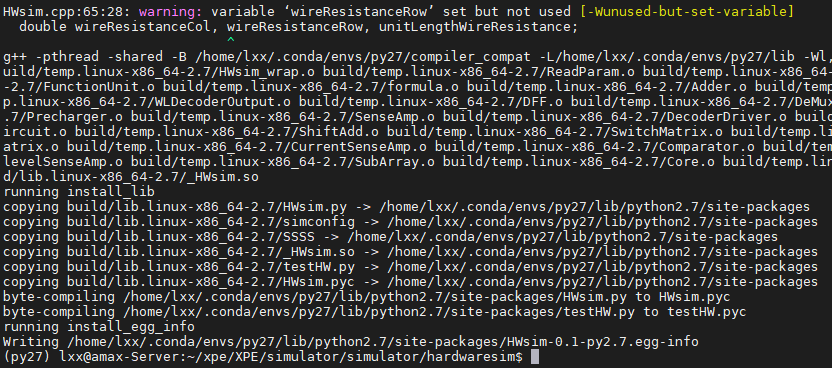 HWsim.cpp:65:28: warning: variable ‘wireResistanceRow’ set but not used [-Wunused-but-set-variable]
double wireResistanceCol, wireResistanceRow, unitLengthWireResistance;
^
g++ -pthread -shared -B /home/lxx/.conda/envs/py27/compiler_compat -L/home/lxx/.conda/envs/py27/lib -Wl,
uild/temp.linux-x86_64-2.7/HWsim_wrap.o build/temp.linux-x86_64-2.7/ReadParam.o build/temp.linux-x86_64-
-2.7/FunctionUnit.o build/temp.linux-x86_64-2.7/formula.o build/temp.linux-x86_64-2.7/Adder.o build/temp
p.linux-x86_64-2.7/WLDecoderOutput.o build/temp.linux-x86_64-2.7/DFF.o build/temp.linux-x86_64-2.7/DeMux
.7/Precharger.o build/temp.linux-x86_64-2.7/SenseAmp.o build/temp.linux-x86_64-2.7/DecoderDriver.o build
ircuit.o build/temp.linux-x86_64-2.7/ShiftAdd.o build/temp.linux-x86_64-2.7/SwitchMatrix.o build/temp.li
atrix.o build/temp.linux-x86_64-2.7/CurrentSenseAmp.o build/temp.linux-x86_64-2.7/Comparator.o build/tem
levelSenseAmp.o build/temp.linux-x86_64-2.7/SubArray.o build/temp.linux-x86_64-2.7/Core.o build/temp.lin
d/lib.linux-x86_64-2.7/_HWsim.so
running install_lib
copying build/lib.linux-x86_64-2.7/HWsim.py -> /home/lxx/.conda/envs/py27/lib/python2.7/site-packages
copying build/lib.linux-x86_64-2.7/simconfig -> /home/lxx/.conda/envs/py27/lib/python2.7/site-packages
copying build/lib.linux-x86_64-2.7/SSSS -> /home/lxx/.conda/envs/py27/lib/python2.7/site-packages
copying build/lib.linux-x86_64-2.7/_HWsim.so -> /home/lxx/.conda/envs/py27/lib/python2.7/site-packages
copying build/lib.linux-x86_64-2.7/testHW.py -> /home/lxx/.conda/envs/py27/lib/python2.7/site-packages
copying build/lib.linux-x86_64-2.7/HWsim.pyc -> /home/lxx/.conda/envs/py27/lib/python2.7/site-packages
byte-compiling /home/lxx/.conda/envs/py27/lib/python2.7/site-packages/HWsim.py to HWsim.pyc
byte-compiling /home/lxx/.conda/envs/py27/lib/python2.7/site-packages/testHW.py to testHW.pyc
running install_egg_info
Writing /home/lxx/.conda/envs/py27/lib/python2.7/site-packages/HWsim-0.1-py2.7.egg-info
(py27) lxx@amax-Server:~/xpe/XPE/simulator/simulator/hardwaresim$